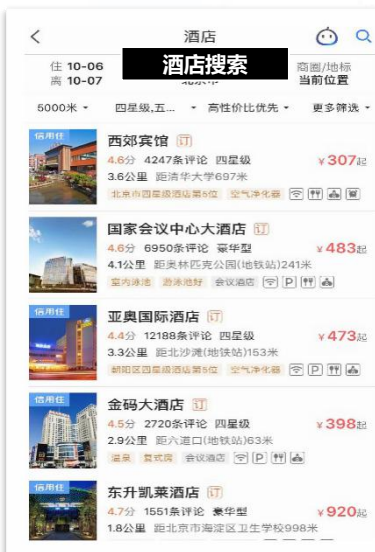 酒店
住 10-06
酒店搜索
商圈/地标
离 10-07
当前位置
5000米 四星级,五... 高性价比优先 更多筛选
信用住
西郊宾馆 订
4.6分 4247条评论 四星级 ¥307起
3.6公里 距清华大学697米
北京市四星级酒店第5位 空气净化器
国家会议中心大酒店 订
4.6分 6950条评论 豪华型 ¥483起
4.1公里 距奥林匹克公园(地铁站)241米
室内泳池 游泳池好 会议酒店 P
信用住
亚奥国际酒店 订
4.4分 12188条评论 四星级 ¥473起
3.3公里 距北沙滩(地铁站)153米
朝阳区四星级酒店第5位 空气净化器 P
信用住
金码大酒店 订
4.5分 2720条评论 四星级 ¥398起
2.9公里 距六道口(地铁站)63米
温泉 复式房 会议酒店 P
信用住
东升凯莱酒店 订
4.7分 1551条评论 豪华型 ¥920起
1.8公里 距北京市海淀区卫生学校998米